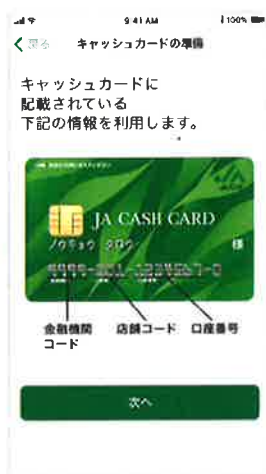 9:41 AM
100%
戻る
キャッシュカードの準備
キャッシュカードに
記載されている
下記の情報を利用します。
JA CASH CARD
ノウキョウ タロウ
様
金融機関
コード
店舗コード
口座番号
次へ